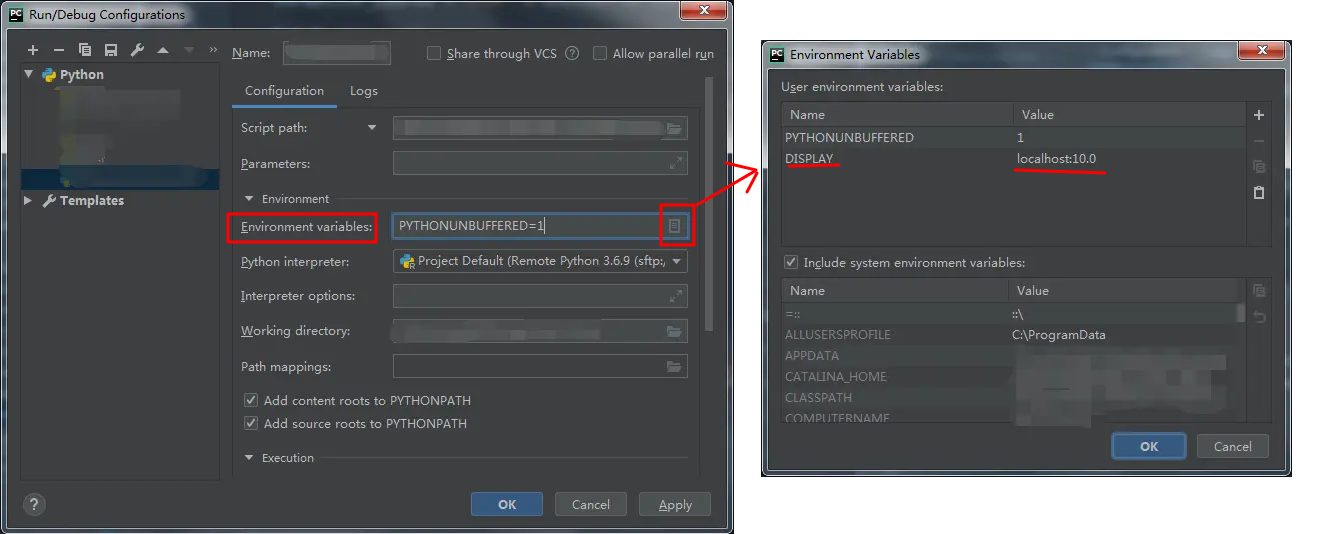 Run/Debug Configurations
Name:
Share through VCS
Allow parallel run
Python
Templates
Configuration
Logs
Script path:
Parameters:
Environment
Environment variables:
PYTHONUNBUFFERED=1
Python interpreter:
Project Default (Remote Python 3.6.9 (sftp:/
Interpreter options:
Working directory:
Path mappings:
Add content roots to PYTHONPATH
Add source roots to PYTHONPATH
Execution
?
OK
Cancel
Apply
Environment Variables
User environment variables:
Name Value
PYTHONUNBUFFERED 1
DISPLAY localhost:10.0
Include system environment variables:
Name Value
=:: ::\
ALLUSERSPROFILE C:\ProgramData
APPDATA
CATALINA_HOME
CLASSPATH
COMPUTERNAME
OK
Cancel